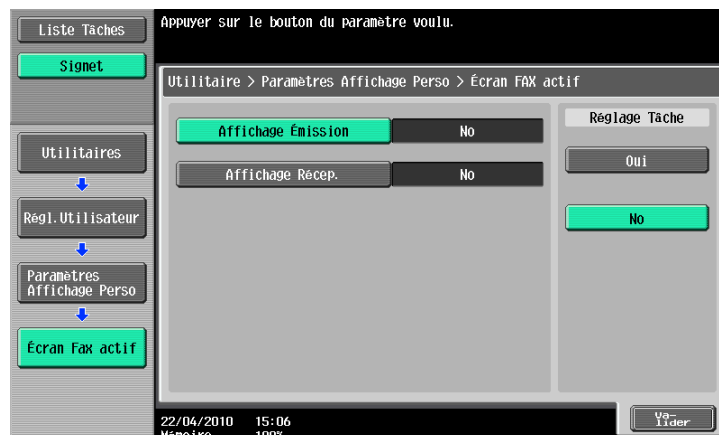 Liste Tâches
Appuyer sur le bouton du paramètre voulu.
Signet
Utilitaire > Paramètres Affichage Perso > Écran FAX actif
Affichage Émission
No
Réglage Tâche
Utilitaires
Affichage Récep.
No
Oui
Régl.Utilisateur
No
Paramètres
Affichage Perso
Écran Fax actif
22/04/2010 15:06
Mémoire 100%
Va-
lider